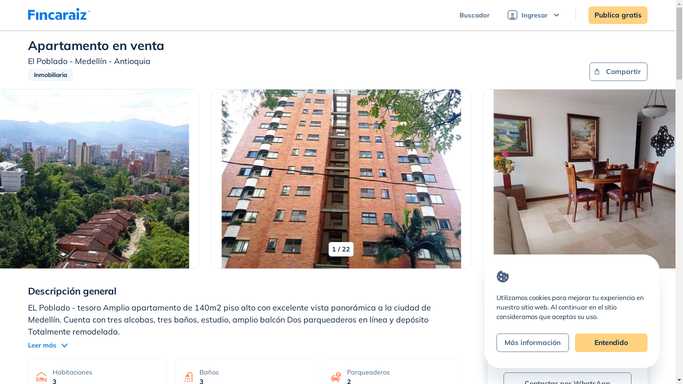 Fincaraiz
Buscador
Ingresar
Publica gratis
Apartamento en venta
El Poblado - Medellín - Antioquia
Inmobiliaria
Compartir
1 / 22
Descripción general
EL Poblado - tesoro Amplio apartamento de 140m2 piso alto con excelente vista panorámica a la ciudad de
Medellín. Cuenta con tres alcobas, tres baños, estudio, amplio balcón Dos parqueaderos en línea y depósito
Totalmente remodelada.
Leer más
Habitaciones
3
Baños
3
Parqueaderos
2
Utilizamos cookies para mejorar tu experiencia en
nuestro sitio web. Al continuar en el sitio
consideramos que aceptas su uso.
Más información
Entendido
Contactar por WhatsApp